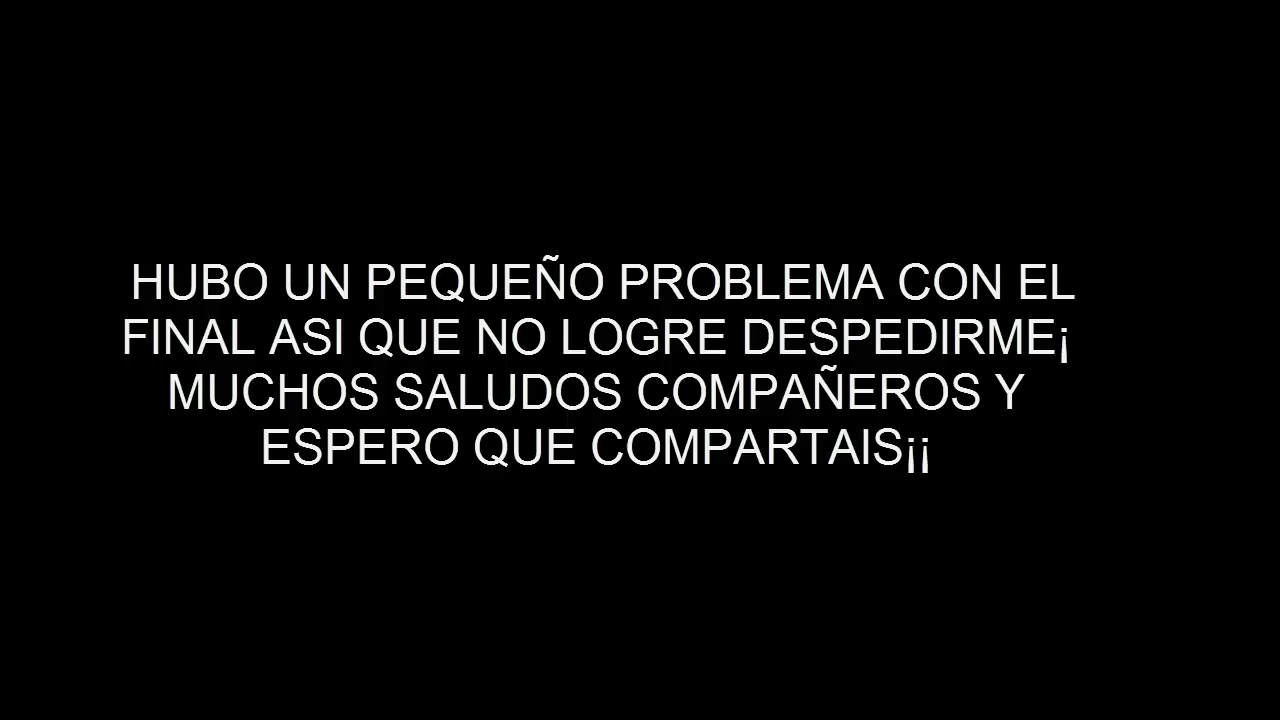 HUBO UN PEQUEÑO PROBLEMA CON EL
FINAL ASI QUE NO LOGRE DESPEDIRME¡
MUCHOS SALUDOS COMPAÑEROS Y
ESPERO QUE COMPARTAIS¡¡